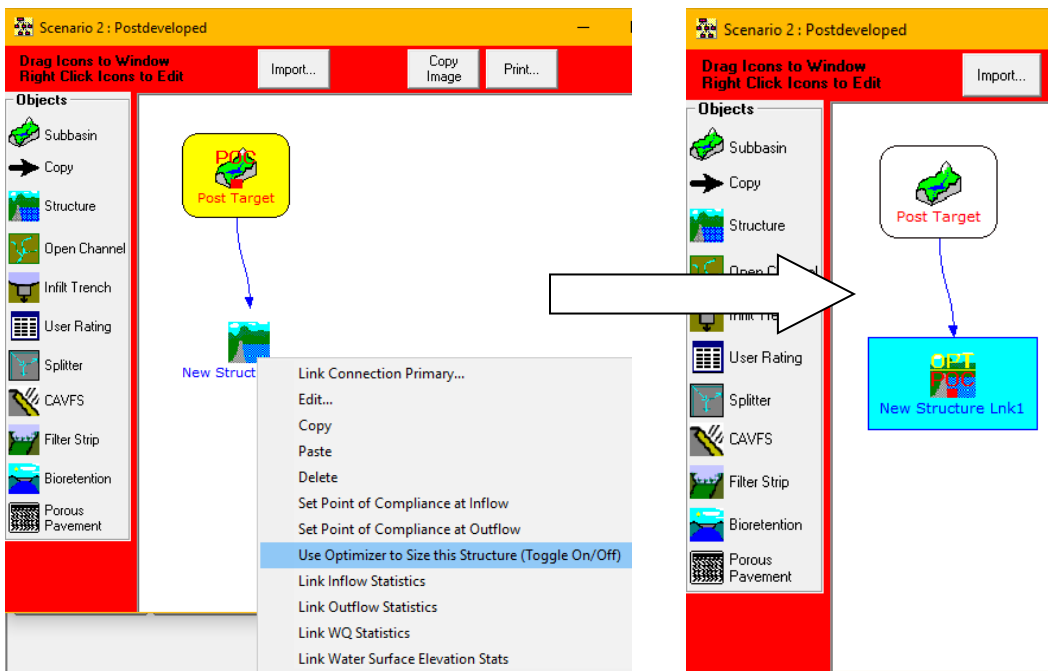 Scenario 2 : Postdeveloped
Drag Icons to Window
Right Click Icons to Edit
Import...
Copy
Image
Print...
Objects
Subbasin
Copy
Structure
Open Channel
Infilt Trench
User Rating
Splitter
CAVFS
Filter Strip
Bioretention
Porous
Pavement
POC
Post Target
New Struct
Link Connection Primary...
Edit...
Copy
Paste
Delete
Set Point of Compliance at Inflow
Set Point of Compliance at Outflow
Use Optimizer to Size this Structure (Toggle On/Off)
Link Inflow Statistics
Link Outflow Statistics
Link WQ Statistics
Link Water Surface Elevation Stats
Scenario 2 : Postdeveloped
Drag Icons to Window
Right Click Icons to Edit
Import...
Objects
Subbasin
Copy
Structure
Open
User Rating
Splitter
CAVFS
Filter Strip
Bioretention
Porous
Pavement
Post Target
OPT
POC
New Structure Lnk1